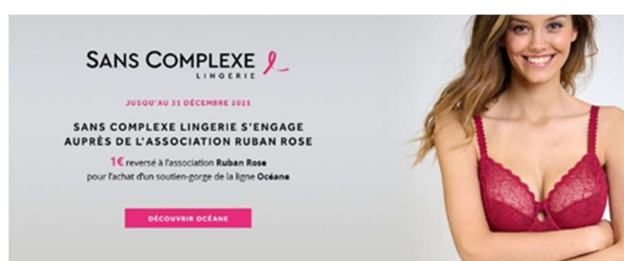 SANS COMPLEXE
LINGERIE
JUSQU'AU 31 DÉCEMBRE 2021
SANS COMPLEXE LINGERIE S'ENGAGE
AUPRÈS DE L'ASSOCIATION RUBAN ROSE
1€ reversé à l'association Ruban Rose
pour l'achat d'un soutien-gorge de la ligne Océane
DÉCOUVRIR OCÉANE